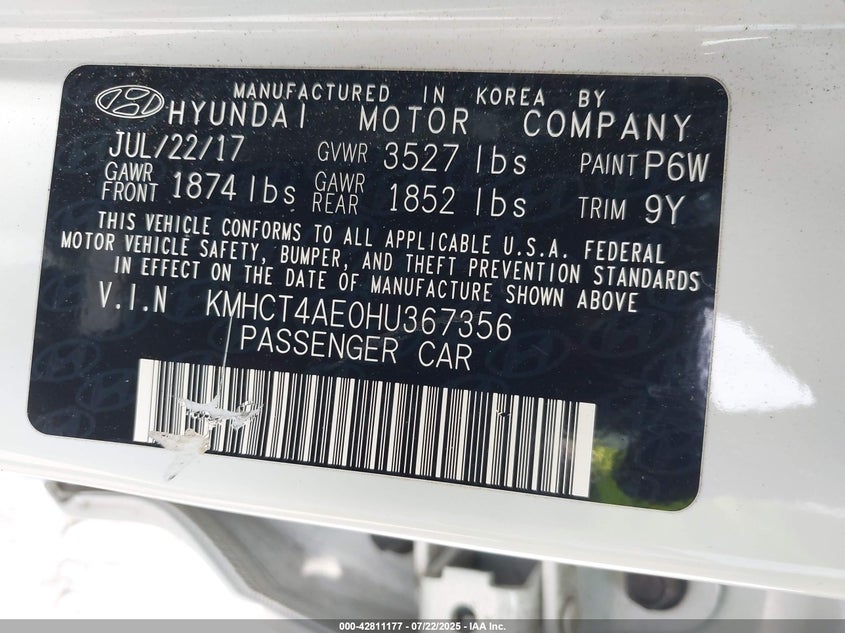 MANUFACTURED IN KOREA BY
HYUNDAI MOTOR COMPANY
JUL/22/17 GVWR 3527 lbs PAINT P6W
GAWR FRONT 1874 lbs GAWR REAR 1852 lbs TRIM 9Y
THIS VEHICLE CONFORMS TO ALL APPLICABLE U.S.A. FEDERAL
MOTOR VEHICLE SAFETY, BUMPER, AND THEFT PREVENTION STANDARDS
IN EFFECT ON THE DATE OF MANUFACTURE SHOWN ABOVE
V.I.N KMHCT4AE0HU367356
PASSENGER CAR
000-42811177 - 07/22/2025 - IAA Inc.